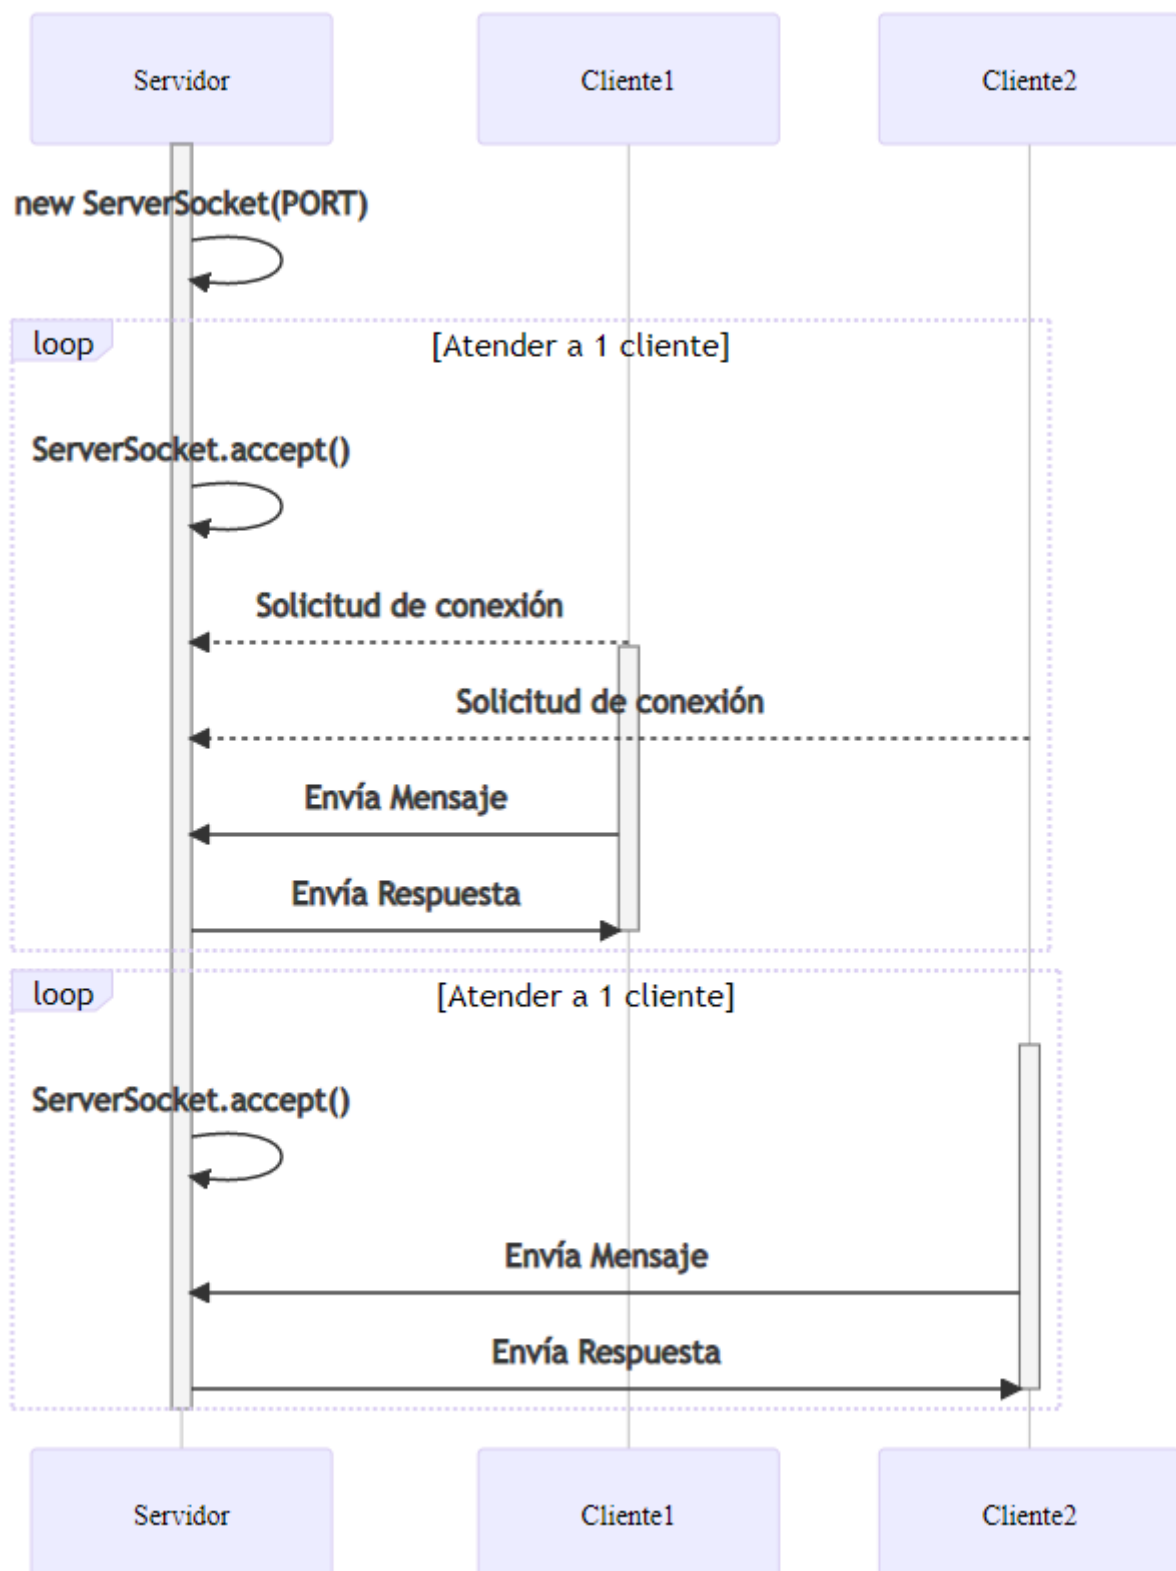 Servidor
Cliente1
Cliente2
new ServerSocket(PORT)
loop
[Atender a 1 cliente]
ServerSocket.accept()
Solicitud de conexión
Solicitud de conexión
Envía Mensaje
Envía Respuesta
loop
[Atender a 1 cliente]
ServerSocket.accept()
Envía Mensaje
Envía Respuesta
Servidor
Cliente1
Cliente2